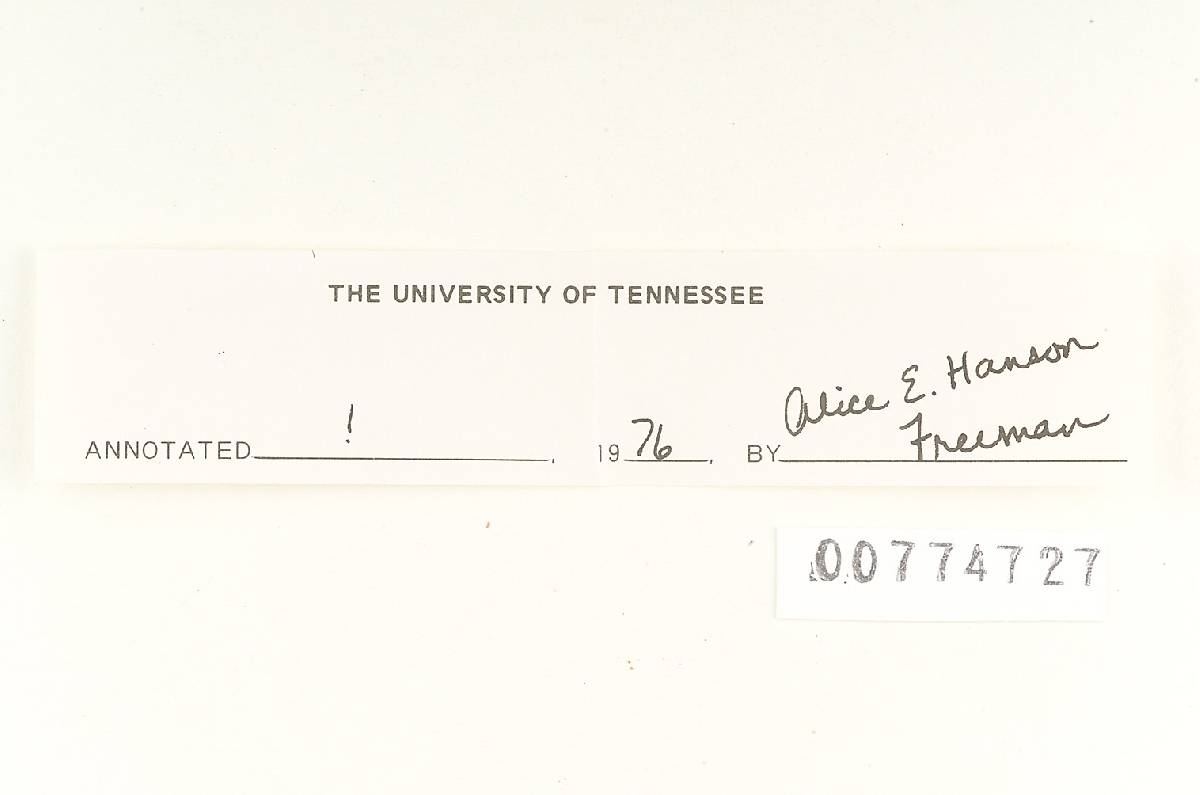 THE UNIVERSITY OF TENNESSEE
ANNOTATED ! , 1976, BY Alice E. Hanson
Freeman
00774727